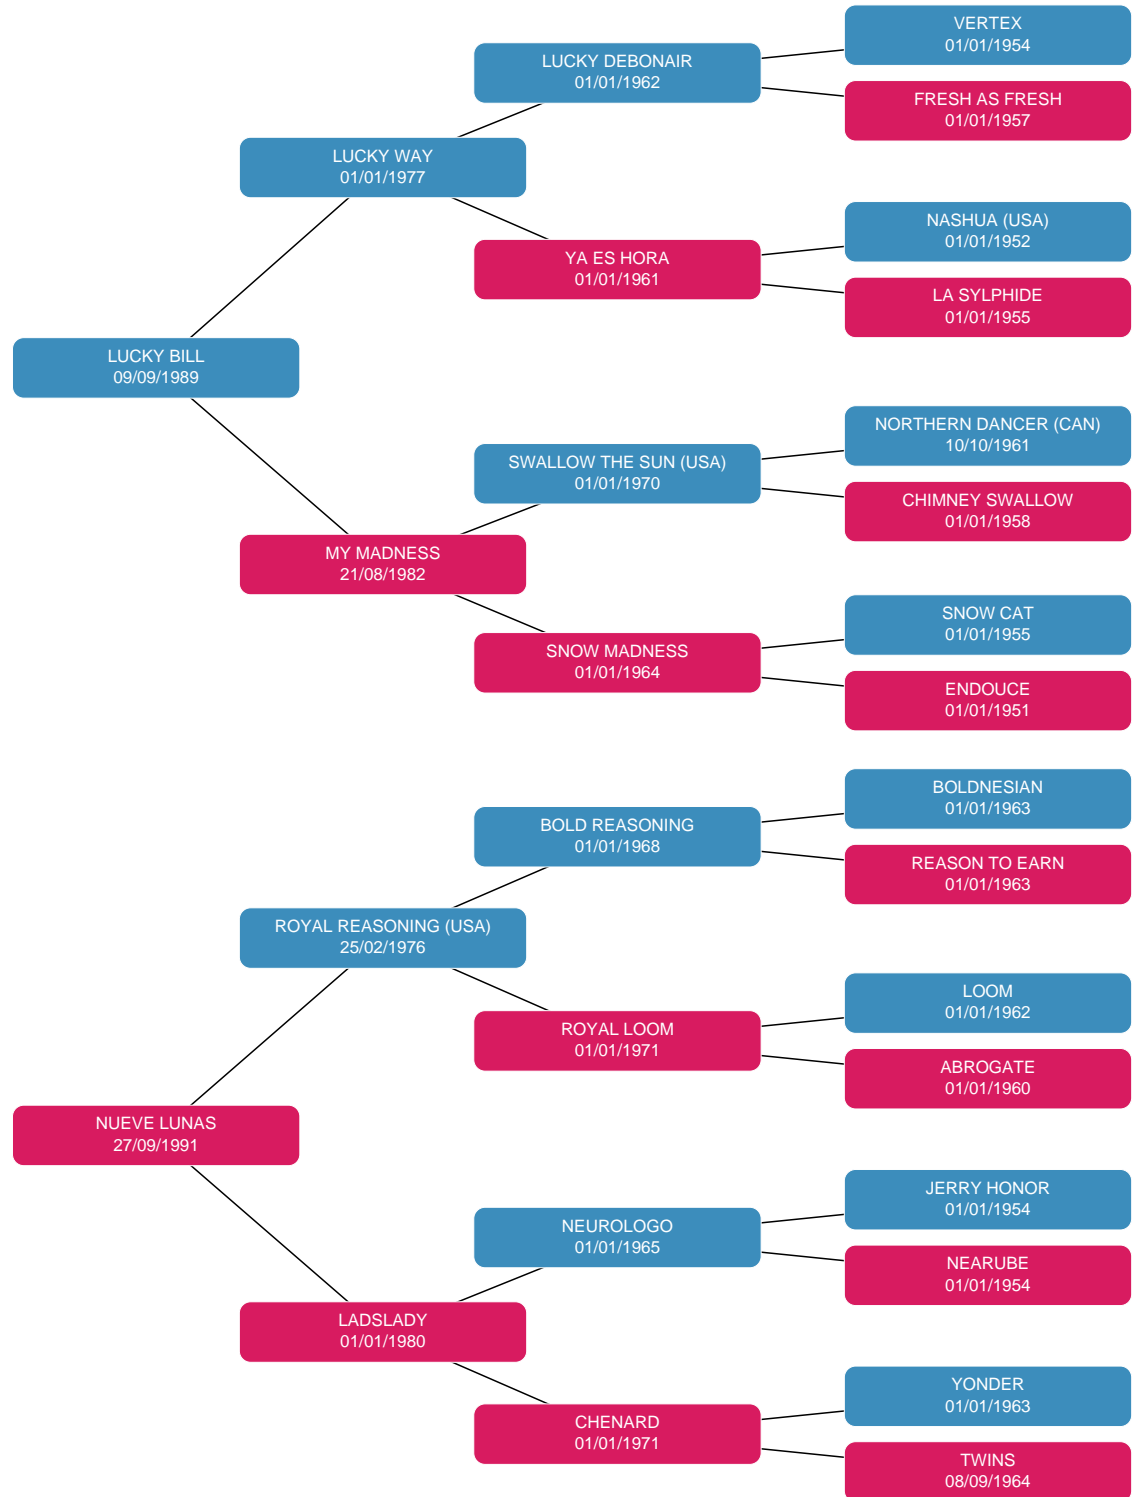 VERTEX
01/01/1954
LUCKY DEBONAIR
01/01/1962
FRESH AS FRESH
01/01/1957
LUCKY WAY
01/01/1977
NASHUA (USA)
01/01/1952
YA ES HORA
01/01/1961
LA SYLPHIDE
01/01/1955
LUCKY BILL
09/09/1989
NORTHERN DANCER (CAN)
10/10/1961
SWALLOW THE SUN (USA)
01/01/1970
CHIMNEY SWALLOW
01/01/1958
MY MADNESS
21/08/1982
SNOW CAT
01/01/1955
SNOW MADNESS
01/01/1964
ENDOUCE
01/01/1951
BOLDNESIAN
01/01/1963
BOLD REASONING
01/01/1968
REASON TO EARN
01/01/1963
ROYAL REASONING (USA)
25/02/1976
LOOM
01/01/1962
ROYAL LOOM
01/01/1971
ABROGATE
01/01/1960
NUEVE LUNAS
27/09/1991
JERRY HONOR
01/01/1954
NEUROLOGO
01/01/1965
NEARUBE
01/01/1954
LADSLADY
01/01/1980
YONDER
01/01/1963
CHENARD
01/01/1971
TWINS
08/09/1964